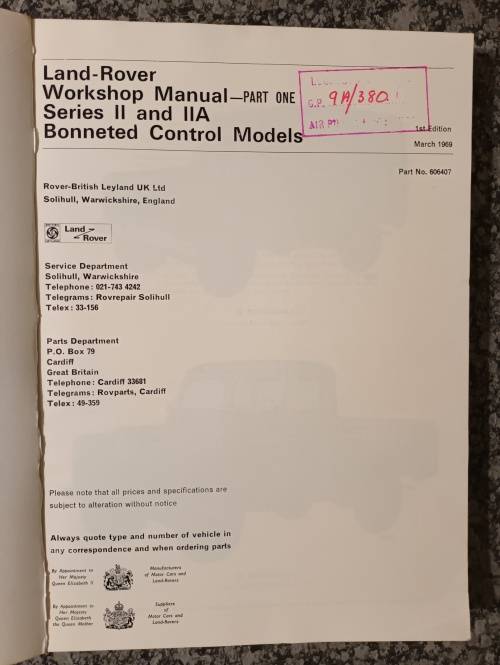 Land-Rover
Workshop Manual—PART ONE
Series II and IIA
Bonneted Control Models
G.P. 9A/380
AIR
1st Edition
March 1969
Part No. 606407
Rover-British Leyland UK Ltd
Solihull, Warwickshire, England
Land
Rover
Service Department
Solihull, Warwickshire
Telephone: 021-743 4242
Telegrams: Rovrepair Solihull
Telex: 33-156
Parts Department
P.O. Box 79
Cardiff
Great Britain
Telephone: Cardiff 33681
Telegrams: Rovparts, Cardiff
Telex: 49-359
Please note that all prices and specifications are
subject to alteration without notice
Always quote type and number of vehicle in
any correspondence and when ordering parts
By Appointment to
Her Majesty
Queen Elizabeth II
Manufacturers
of Motor Cars and
Land-Rovers
By Appointment to
Her Majesty
Queen Elizabeth
the Queen Mother
Suppliers
of
Motor Cars and
Land-Rovers